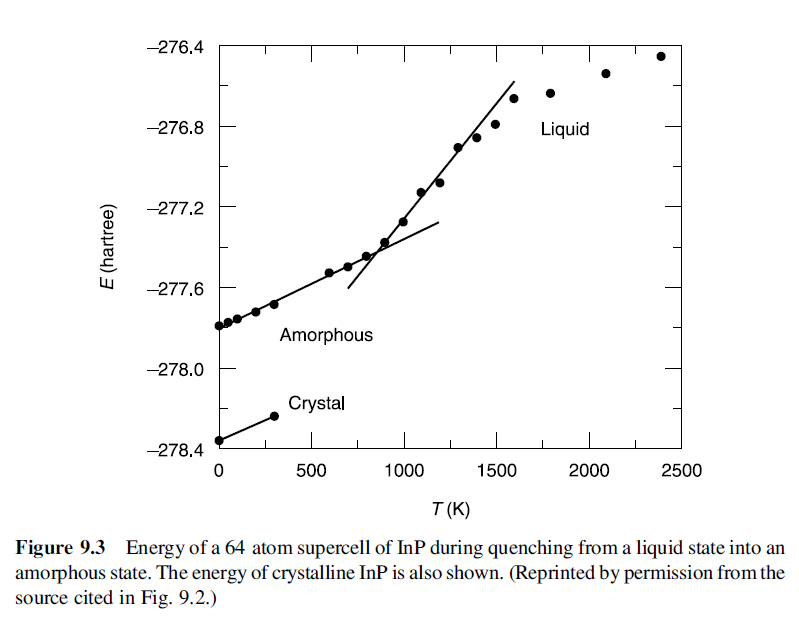 −276.4
−276.8
−277.2
−277.6
−278.0
−278.4
E (hartree)
Liquid
Amorphous
Crystal
0 500 1000 1500 2000 2500
T (K)
Figure 9.3 Energy of a 64 atom supercell of InP during quenching from a liquid state into an
amorphous state. The energy of crystalline InP is also shown. (Reprinted by permission from the
source cited in Fig. 9.2.)